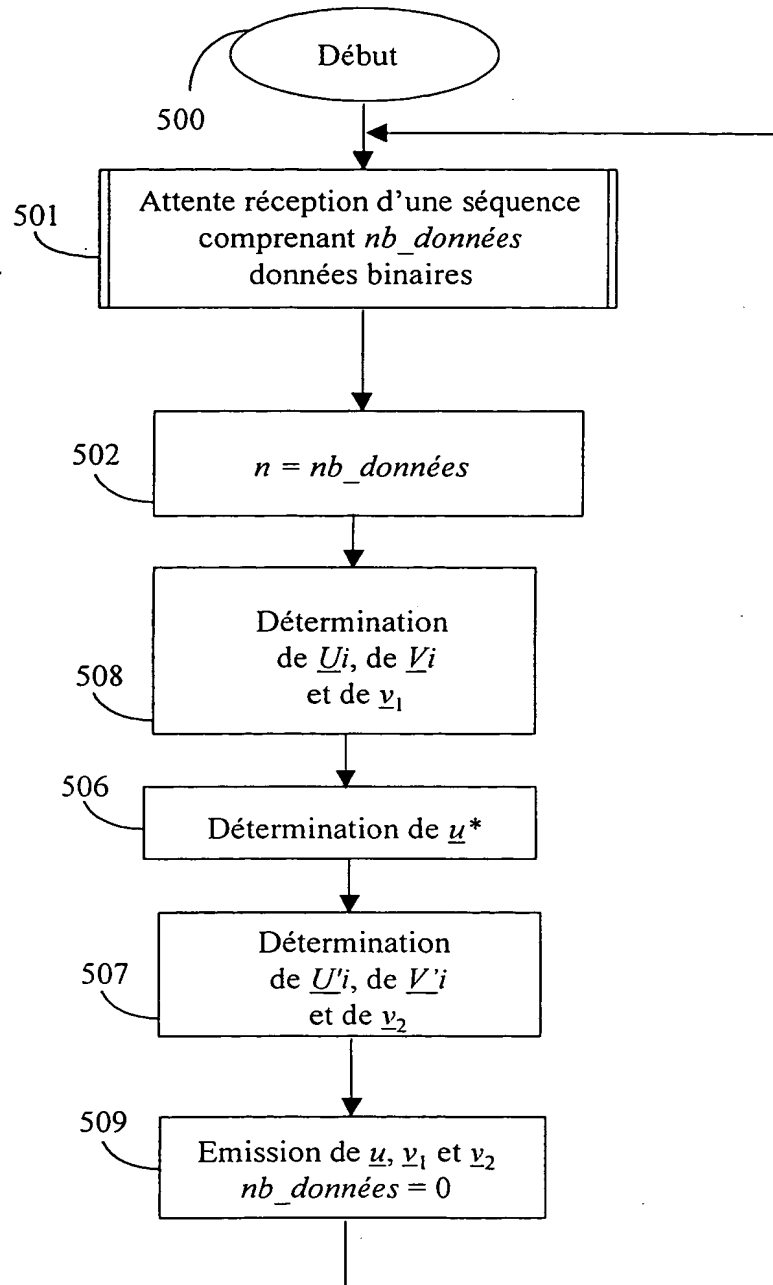 Début
500
501
Attente réception d'une séquence
comprenant nb_données
données binaires
502
n = nb_données
Détermination
de Ui, de Vi
et de v₁
508
506
Détermination de u*
Détermination
de U'i, de V'i
et de v₂
507
509
Emission de u, v₁ et v₂
nb_données = 0